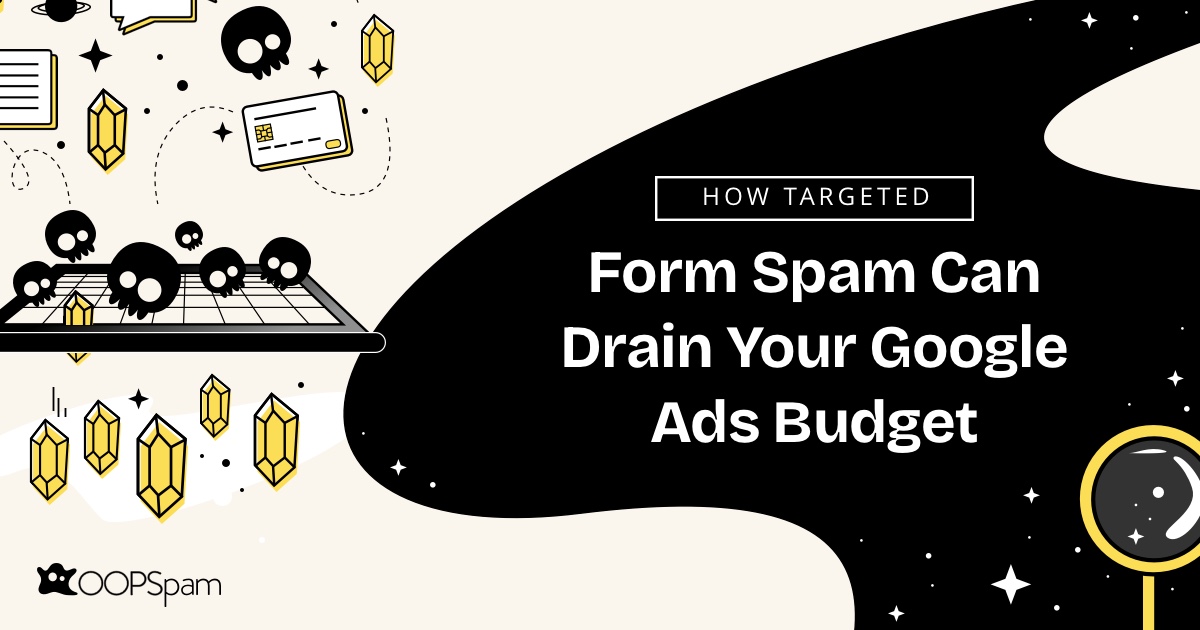 HOW TARGETED
Form Spam Can
Drain Your Google
Ads Budget
OOPSpam